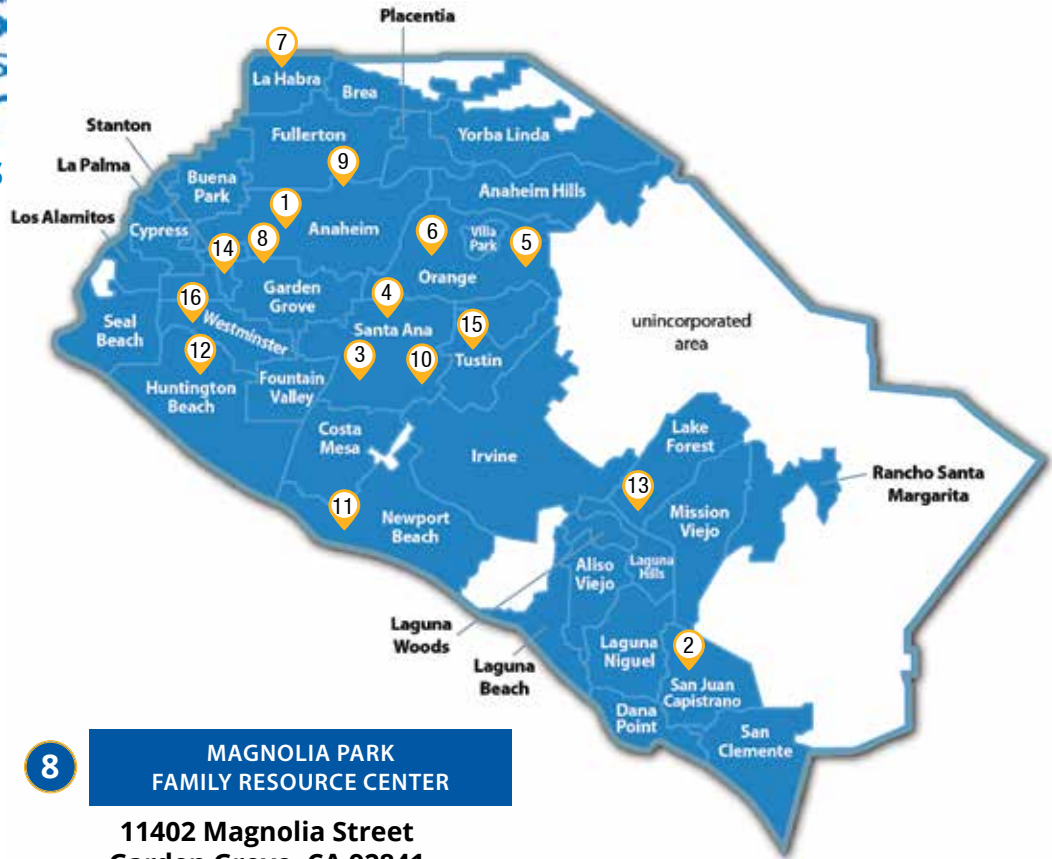 Placentia
7
La Habra
Brea
Stanton
Fullerton
Yorba Linda
La Palma
9
Buena
Park
Anaheim Hills
1
Los Alamitos
Cypress
Anaheim
6
Villa
Park
5
8
14
Orange
16
Garden
Grove
4
Seal
Beach
Westminster
Santa Ana
15
unincorporated
area
12
3
10
Tustin
Huntington
Beach
Fountain
Valley
Costa
Mesa
Irvine
Lake
Forest
Rancho Santa
Margarita
13
11
Newport
Beach
Mission
Viejo
Aliso
Viejo
Laguna
Hills
Laguna
Woods
Laguna
Beach
Laguna
Niguel
2
San Juan
Capistrano
Dana
Point
San
Clemente
8
MAGNOLIA PARK
FAMILY RESOURCE CENTER
11402 Magnolia Street
Garden Grove, CA 92841